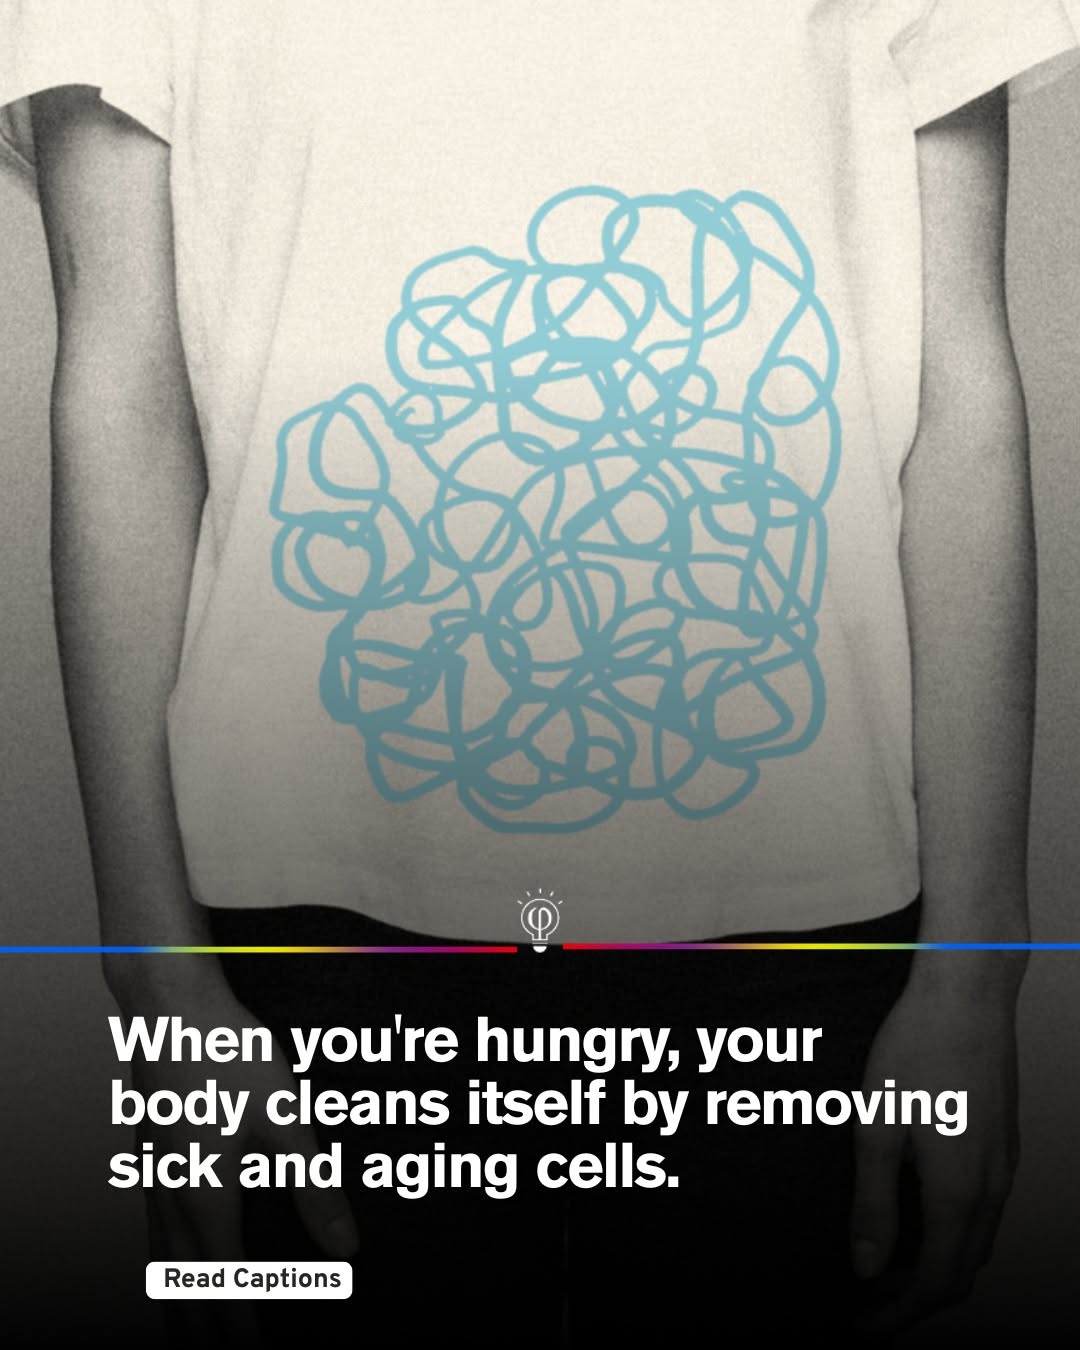 When you're hungry, your
body cleans itself by removing
sick and aging cells.
Read Captions